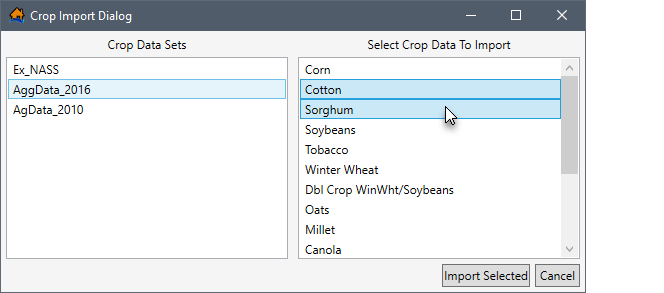 Crop Import Dialog
Crop Data Sets
Ex_NASS
AggData_2016
AgData_2010
Select Crop Data To Import
Corn
Cotton
Sorghum
Soybeans
Tobacco
Winter Wheat
Dbl Crop WinWht/Soybeans
Oats
Millet
Canola
Import Selected
Cancel